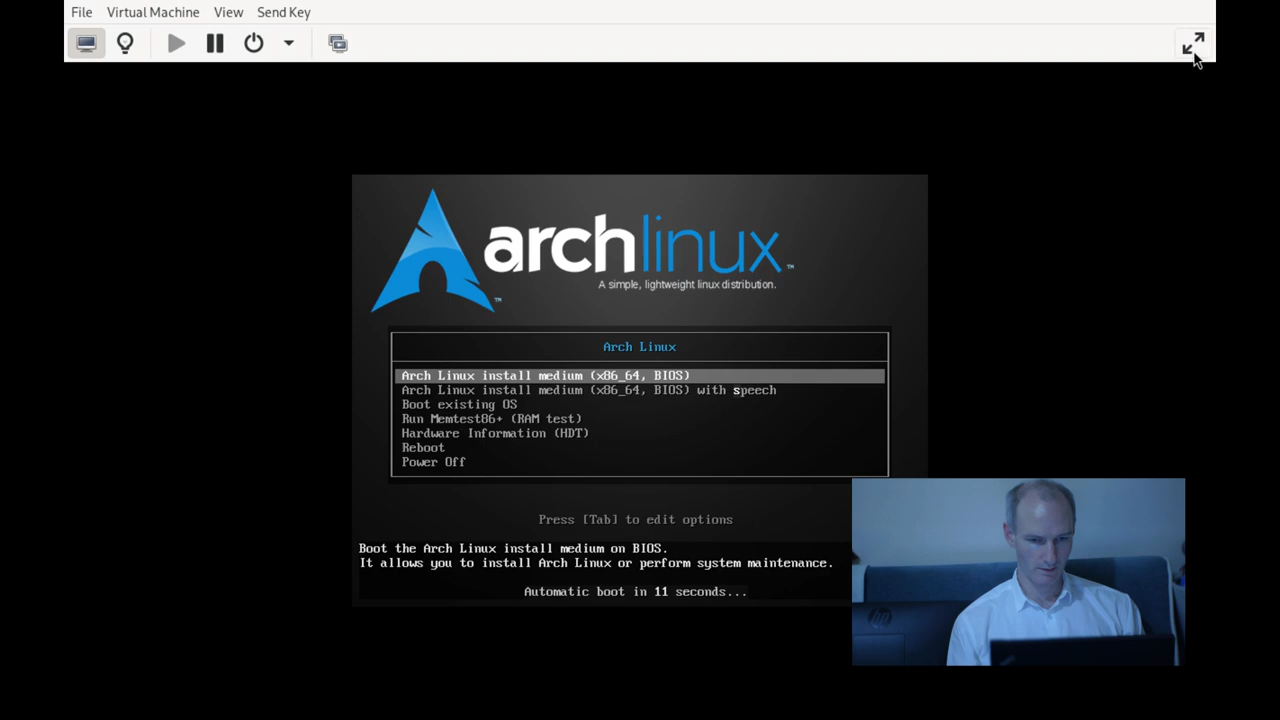 File Virtual Machine View Send Key
archlinux™
A simple, lightweight linux distribution.
™
Arch Linux
Arch Linux install medium (x86_64, BIOS)
Arch Linux install medium (x86_64, BIOS) with speech
Boot existing OS
Run Memtest86+ (RAM test)
Hardware Information (HDT)
Reboot
Power Off
Press [Tab] to edit options
Boot the Arch Linux install medium on BIOS.
It allows you to install Arch Linux or perform system maintenance.
Automatic boot in 11 seconds...
hp